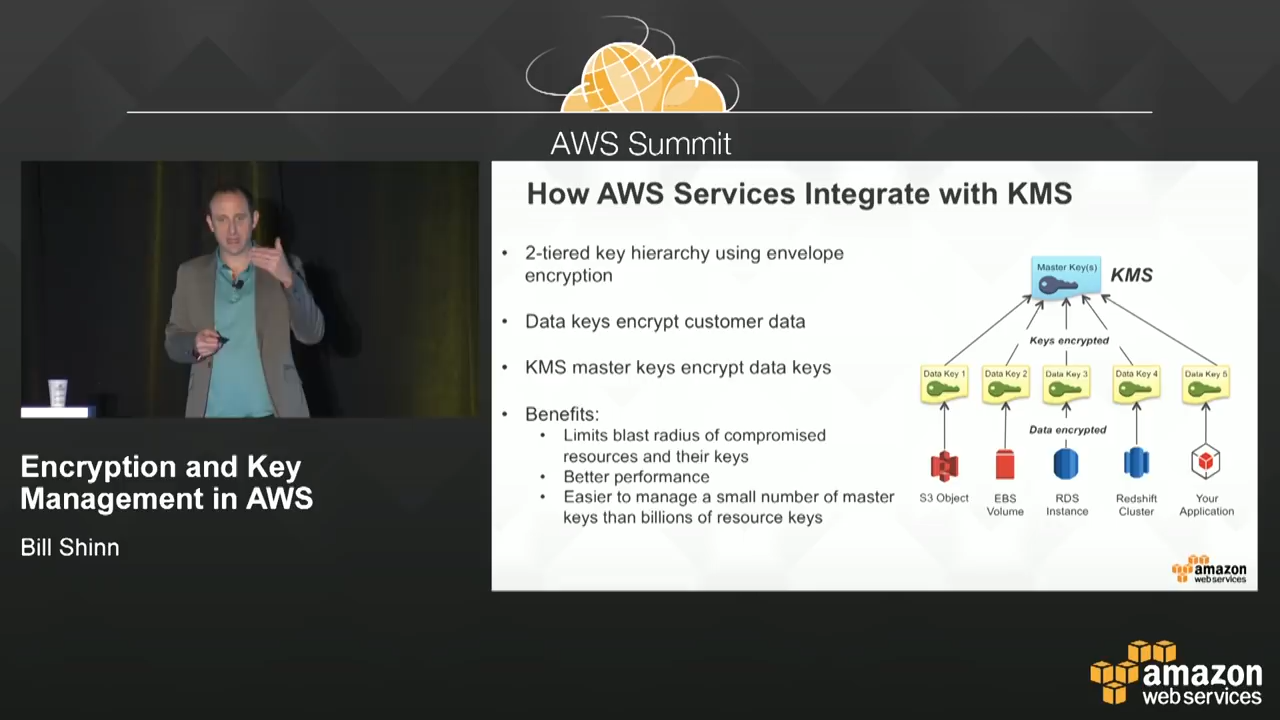 AWS Summit
How AWS Services Integrate with KMS
• 2-tiered key hierarchy using envelope
encryption
• Data keys encrypt customer data
• KMS master keys encrypt data keys
• Benefits:
• Limits blast radius of compromised
resources and their keys
• Better performance
• Easier to manage a small number of master
keys than billions of resource keys
Master Key(s)
KMS
Keys encrypted
Data Key 1
Data Key 2
Data Key 3
Data Key 4
Data Key 5
Data encrypted
S3 Object
EBS
Volume
RDS
Instance
Redshift
Cluster
Your
Application
amazon
web services
Encryption and Key
Management in AWS
Bill Shinn
amazon
web services